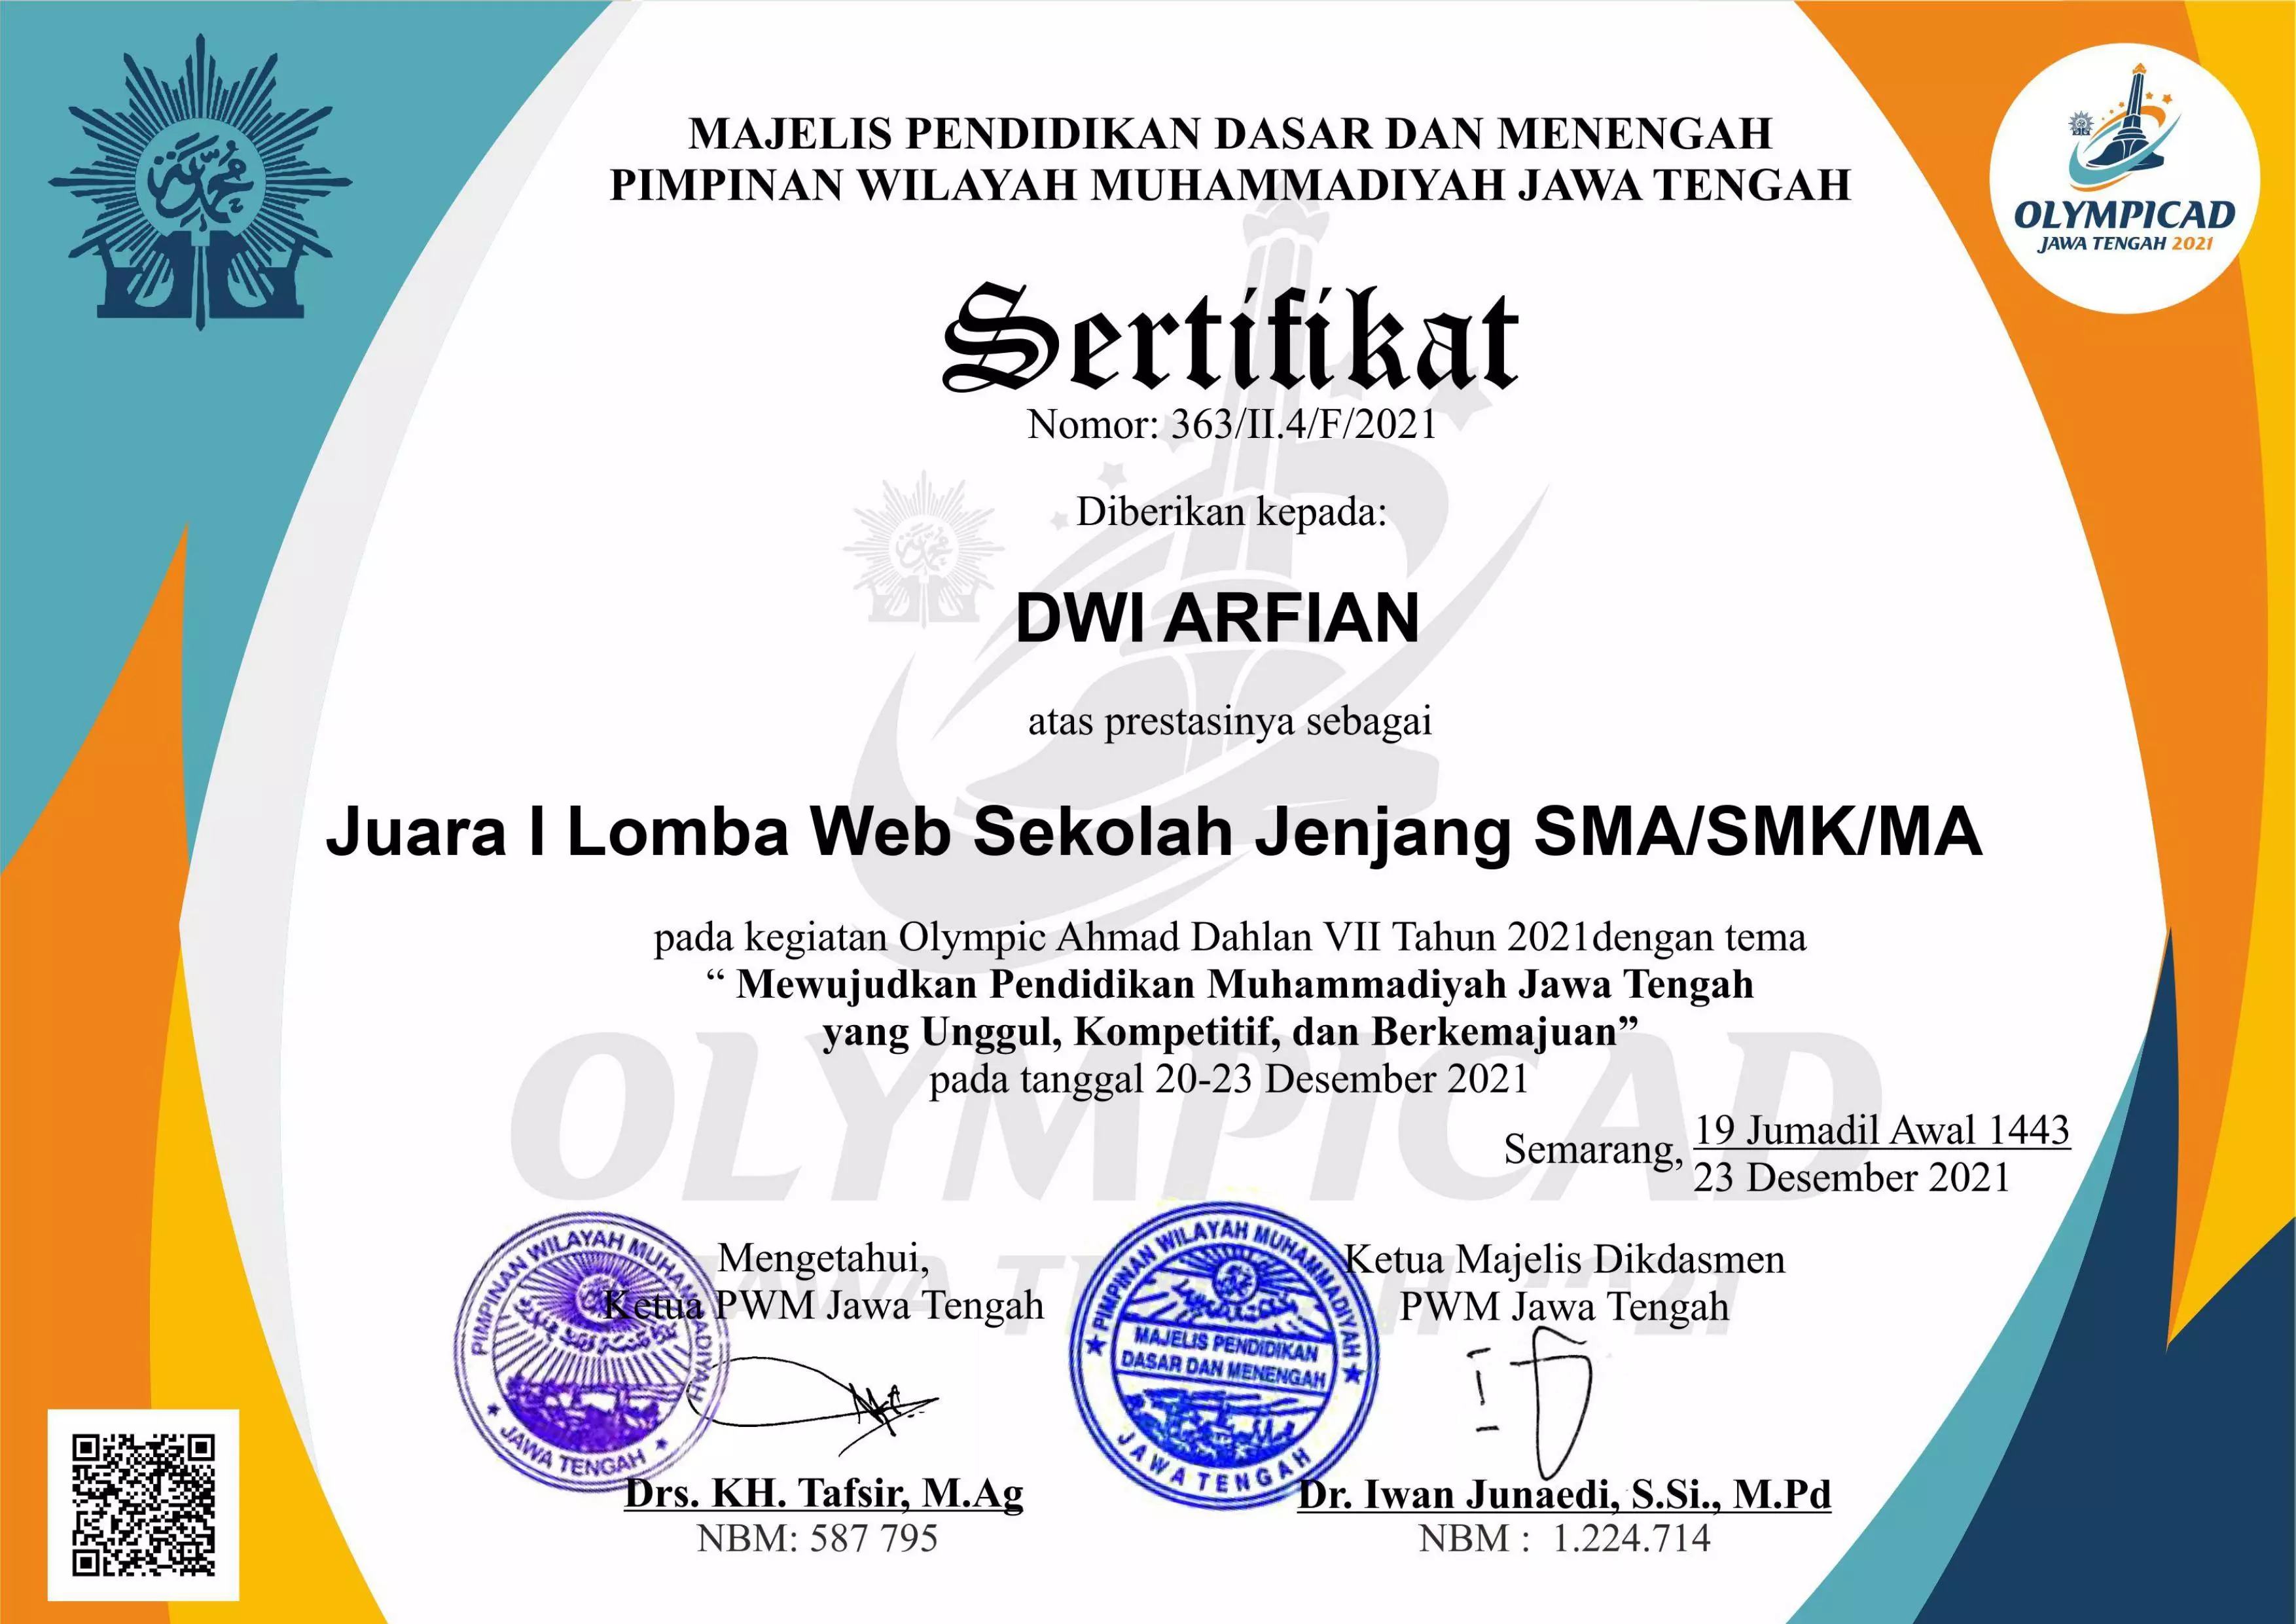 MAJELIS PENDIDIKAN DASAR DAN MENENGAH
PIMPINAN WILAYAH MUHAMMADIYAH JAWA TENGAH
OLYMPICAD
JAWA TENGAH 2021
Sertifikat
Nomor: 363/II.4/F/2021
Diberikan kepada:
DWI ARFIAN
atas prestasinya sebagai
Juara I Lomba Web Sekolah Jenjang SMA/SMK/MA
pada kegiatan Olympic Ahmad Dahlan VII Tahun 2021dengan tema
“ Mewujudkan Pendidikan Muhammadiyah Jawa Tengah
yang Unggul, Kompetitif, dan Berkemajuan”
pada tanggal 20-23 Desember 2021
OLYMPICAD
Semarang, 19 Jumadil Awal 1443
23 Desember 2021
Mengetahui,
Ketua PWM Jawa Tengah
PIMPINAN WILAYAH MUHAMMADIYAH
JAWA TENGAH
Drs. KH. Tafsir, M.Ag
NBM: 587 795
Ketua Majelis Dikdasmen
PWM Jawa Tengah
PIMPINAN WILAYAH MUHAMMADIYAH
MAJELIS PENDIDIKAN
DASAR DAN MENENGAH
JAWA TENGAH
Dr. Iwan Junaedi, S.Si., M.Pd
NBM : 1.224.714